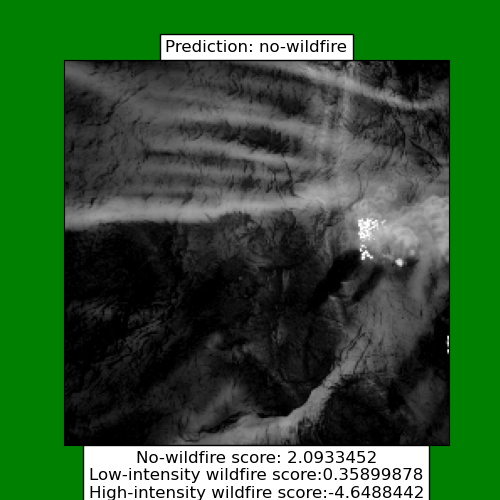 Prediction: no-wildfire
No-wildfire score: 2.0933452
Low-intensity wildfire score:0.35899878
High-intensity wildfire score:-4.6488442